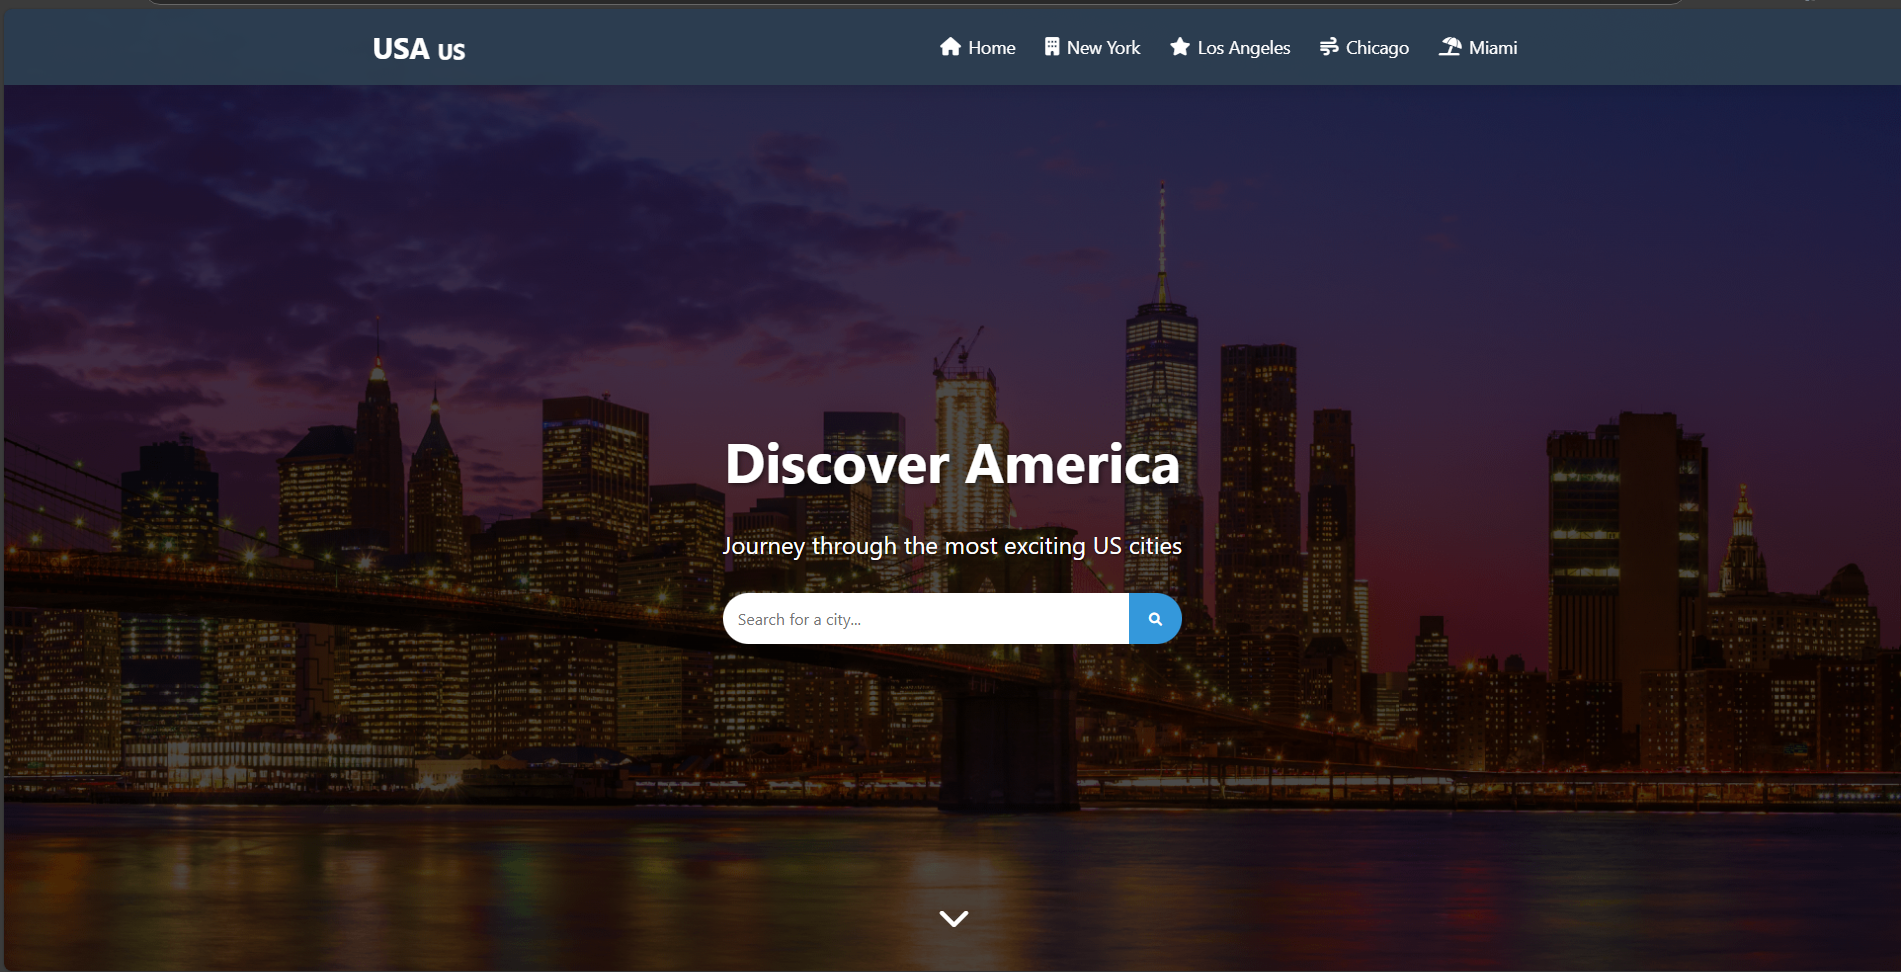 USA US
Home
New York
Los Angeles
Chicago
Miami
Discover America
Journey through the most exciting US cities
Search for a city...